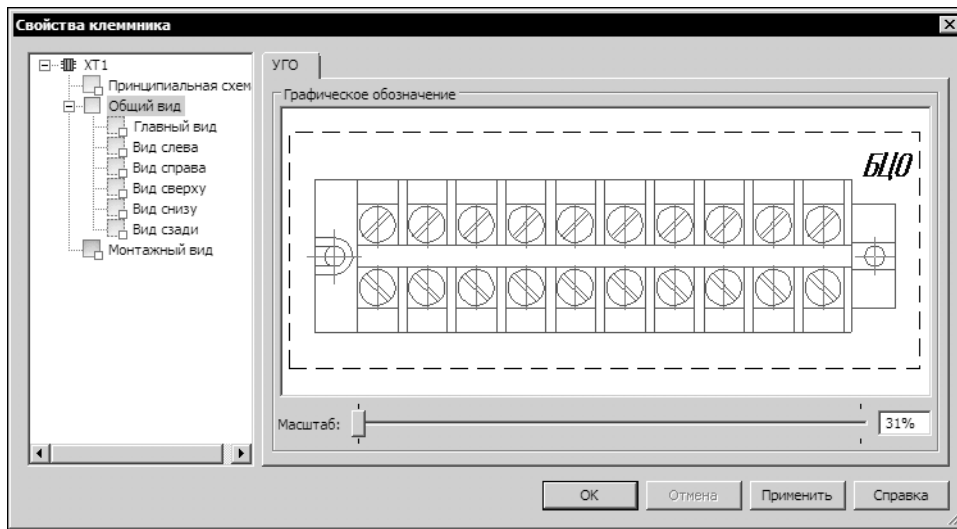 Свойства клеммника
XT1
Принципиальная схем
Общий вид
Главный вид
Вид слева
Вид справа
Вид сверху
Вид снизу
Вид сзади
Монтажный вид
УГО
Графическое обозначение
БЦО
Масштаб:
31%
OK
Отмена
Применить
Справка